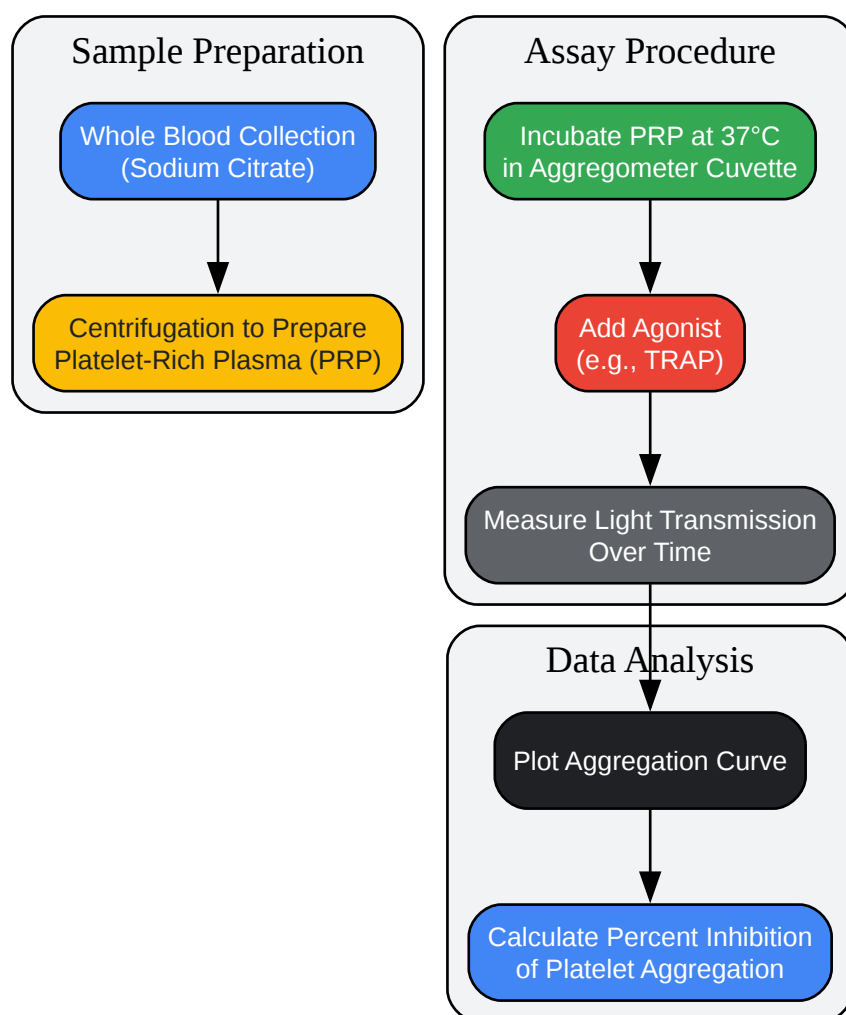 Sample Preparation
Whole Blood Collection
(Sodium Citrate)
Centrifugation to Prepare
Platelet-Rich Plasma (PRP)
Assay Procedure
Incubate PRP at 37°C
in Aggregometer Cuvette
Add Agonist
(e.g., TRAP)
Measure Light Transmission
Over Time
Data Analysis
Plot Aggregation Curve
Calculate Percent Inhibition
of Platelet Aggregation